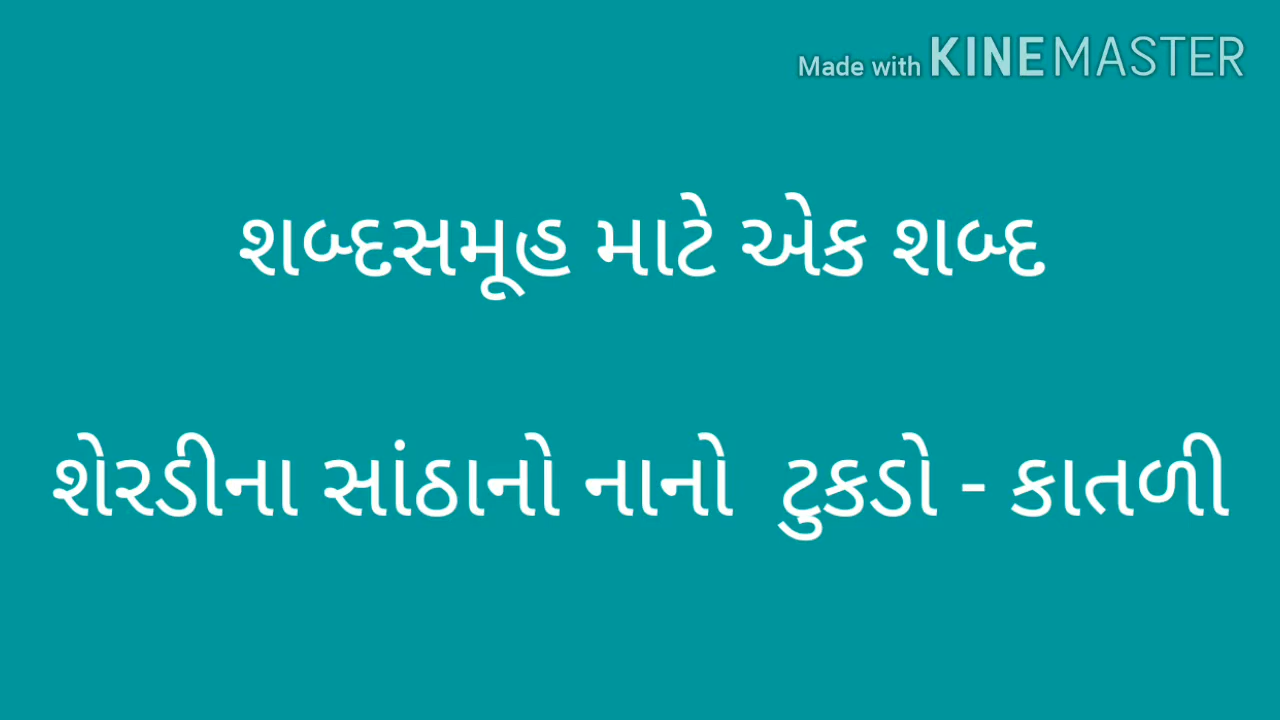 Made with KINEMASTER
શબ્દસમૂહ માટે એક શબ્દ
શેરડીના સાંઠાનો નાનો ટુકડો - કાતળી